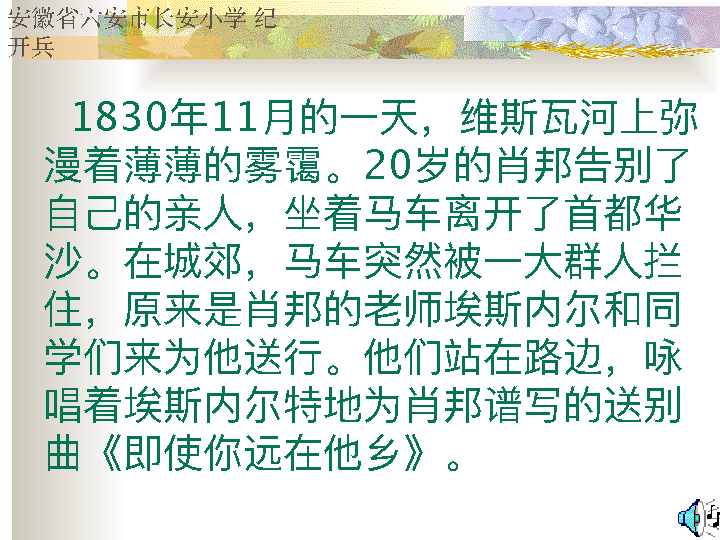 安徽省六安市长安小学 纪
开兵
1830年11月的一天，维斯瓦河上弥
漫着薄薄的雾霭。20岁的肖邦告别了
自己的亲人，坐着马车离开了首都华
沙。在城郊，马车突然被一大群人拦
住，原来是肖邦的老师埃斯内尔和同
学们来为他送行。他们站在路边，咏
唱着埃斯内尔特地为肖邦谱写的送别
曲《即使你远在他乡》。